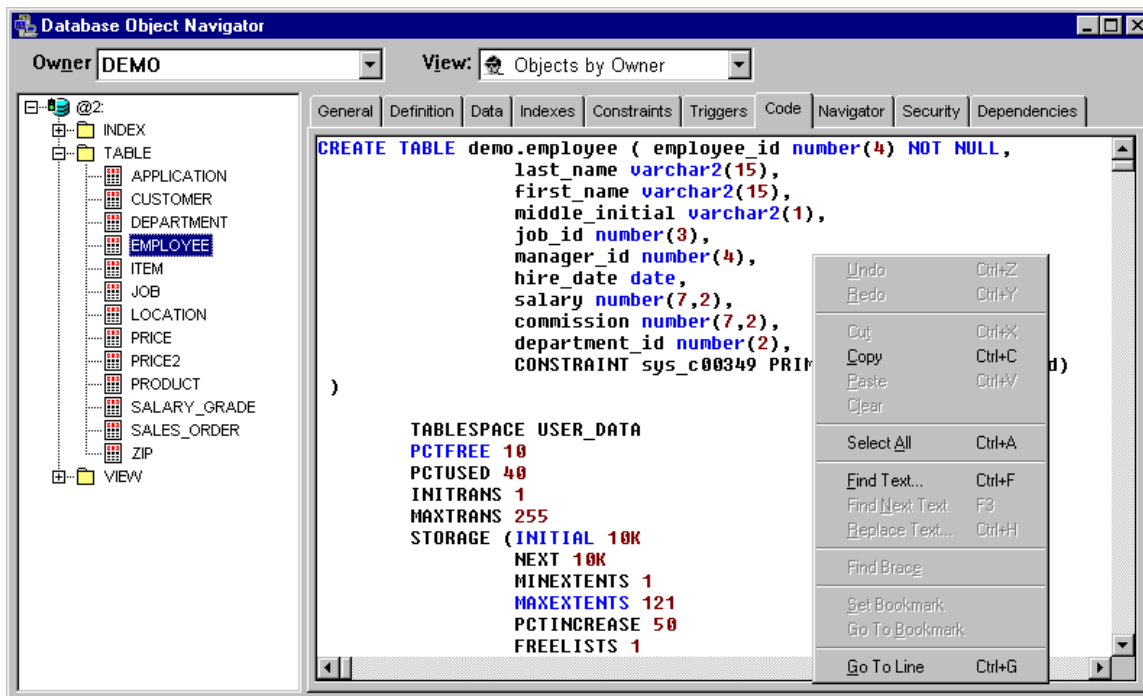 Database Object Navigator
Owner DEMO View: Objects by Owner
General Definition Data Indexes Constraints Triggers Code Navigator Security Dependencies
@2:
INDEX
TABLE
APPLICATION
CUSTOMER
DEPARTMENT
EMPLOYEE
ITEM
JOB
LOCATION
PRICE
PRICE2
PRODUCT
SALARY_GRADE
SALES_ORDER
ZIP
VIEW
CREATE TABLE demo.employee ( employee_id number(4) NOT NULL,
last_name varchar2(15),
first_name varchar2(15),
middle_initial varchar2(1),
job_id number(3),
manager_id number(4),
hire_date date,
salary number(7,2),
commission number(7,2),
department_id number(2),
CONSTRAINT sys_c00349 PRIM d)
)
TABLESPACE USER_DATA
PCTFREE 10
PCTUSED 40
INITRANS 1
MAXTRANS 255
STORAGE (INITIAL 10K
NEXT 10K
MINEXTENTS 1
MAXEXTENTS 121
PCTINCREASE 50
FREELISTS 1
Undo Ctrl+Z
Redo Ctrl+Y
Cut Ctrl+X
Copy Ctrl+C
Paste Ctrl+V
Clear
Select All Ctrl+A
Find Text... Ctrl+F
Find Next Text F3
Replace Text... Ctrl+H
Find Brace
Set Bookmark
Go To Bookmark
Go To Line Ctrl+G